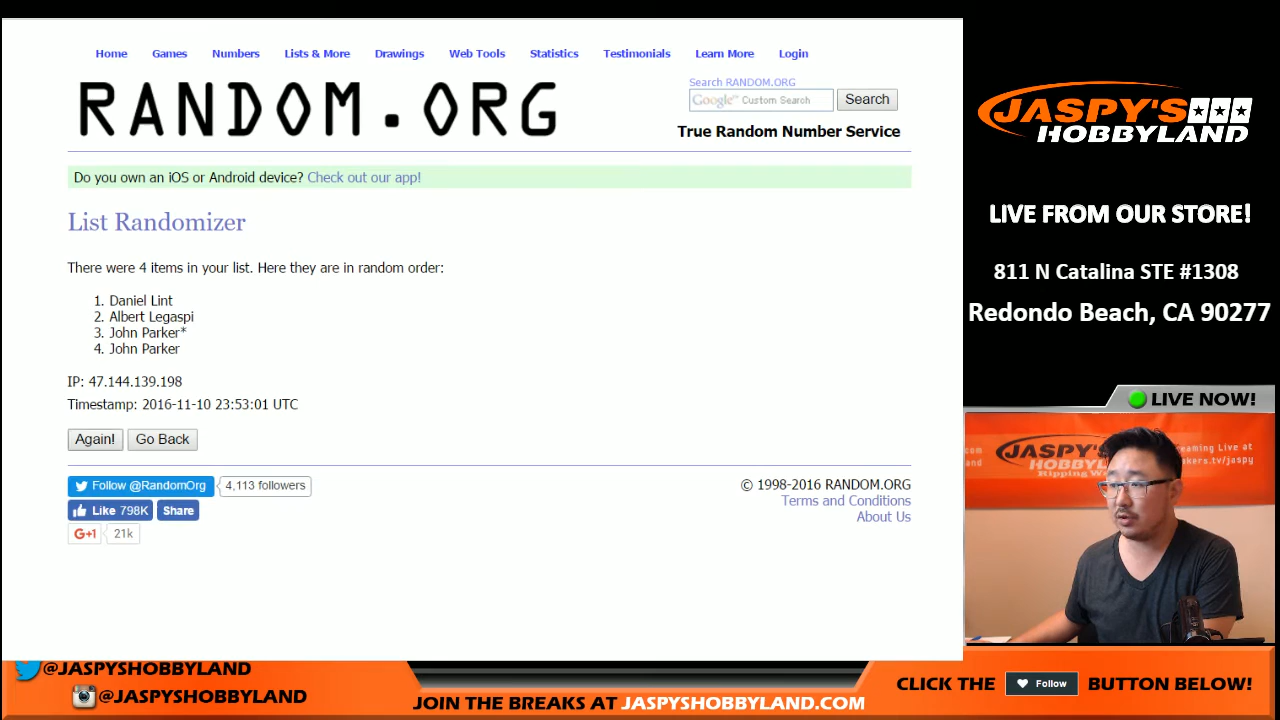 Home Games Numbers Lists & More Drawings Web Tools Statistics Testimonials Learn More Login
RANDOM.ORG
Search RANDOM.ORG
Google™ Custom Search Search
True Random Number Service
Do you own an iOS or Android device? Check out our app!
List Randomizer
There were 4 items in your list. Here they are in random order:
1. Daniel Lint
2. Albert Legaspi
3. John Parker*
4. John Parker
IP: 47.144.139.198
Timestamp: 2016-11-10 23:53:01 UTC
Again! Go Back
Follow @RandomOrg 4,113 followers
Like 798K Share
G+1 21k
© 1998-2016 RANDOM.ORG
Terms and Conditions
About Us
JASPY'S
HOBBYLAND
LIVE FROM OUR STORE!
811 N Catalina STE #1308
Redondo Beach, CA 90277
LIVE NOW!
JASPY'S
HOBBYL
Ripping W
.com
reaming Live at
okers.tv/jaspy
@JASPYSHOBBYLAND
@JASPYSHOBBYLAND
JOIN THE BREAKS AT JASPYSHOBBYLAND.COM
CLICK THE Follow BUTTON BELOW!